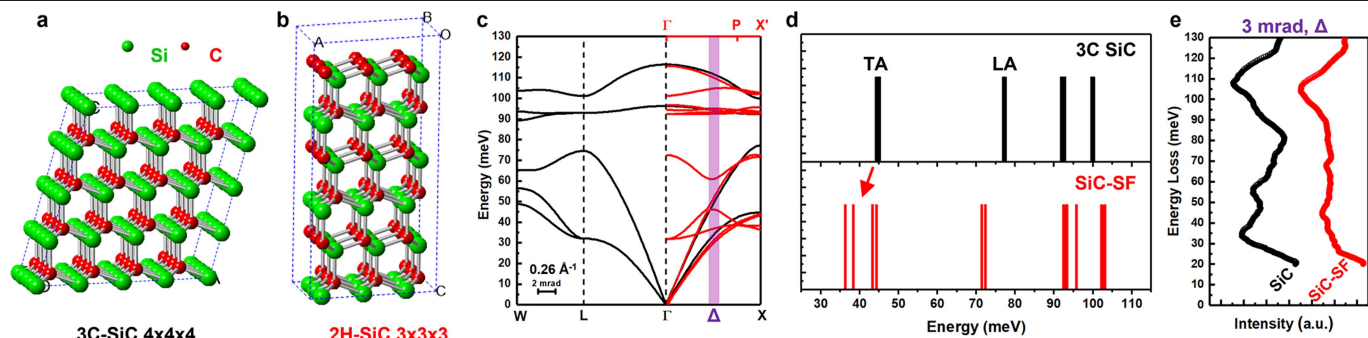 a
Si C
A
3C-SiC 4x4x4
b
B
A O
C
2H-SiC 3x3x3
c
Γ P X'
130
120
110
100
90
80
70
60
50
40
30
20
10
0
Energy (meV)
0.26 Å⁻¹
2 mrad
W L Γ Δ X
d
3C SiC
TA LA
SiC-SF
30 40 50 60 70 80 90 100 110
Energy (meV)
e
3 mrad, Δ
130
120
110
100
90
80
70
60
50
40
30
20
10
0
Energy Loss (meV)
SiC
SiC-SF
Intensity (a.u.)